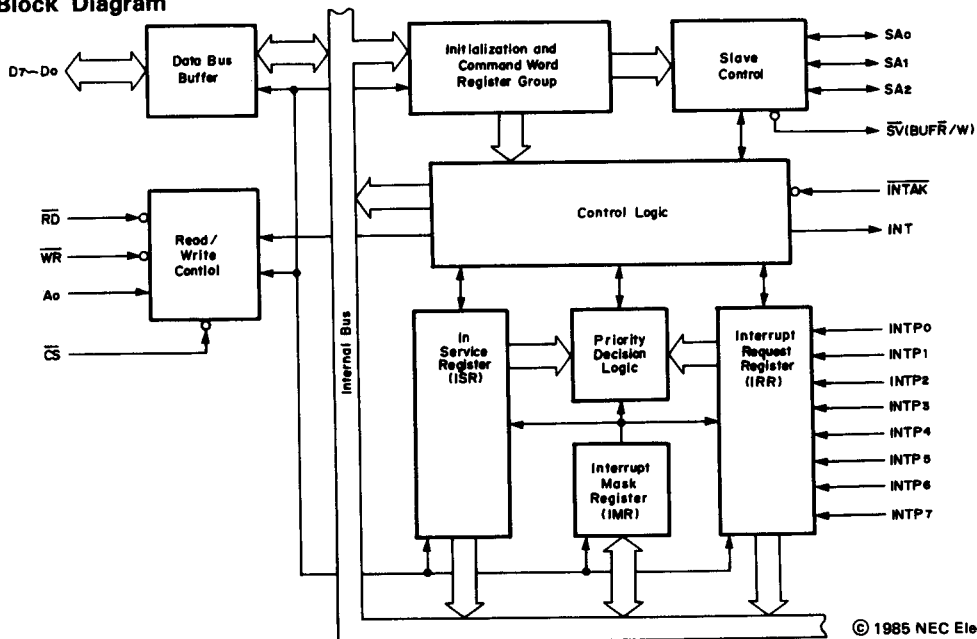 Block Diagram
D7~D0
Data Bus
Buffer
Initialization and
Command Word
Register Group
Slave
Control
SA0
SA1
SA2
SV(BUFR/W)
RD
WR
A0
CS
Read/
Write
Control
Internal Bus
Control Logic
INTAK
INT
In
Service
Register
(ISR)
Priority
Decision
Logic
Interrupt
Request
Register
(IRR)
Interrupt
Mask
Register
(IMR)
INTP0
INTP1
INTP2
INTP3
INTP4
INTP5
INTP6
INTP7
© 1985 NEC Ele